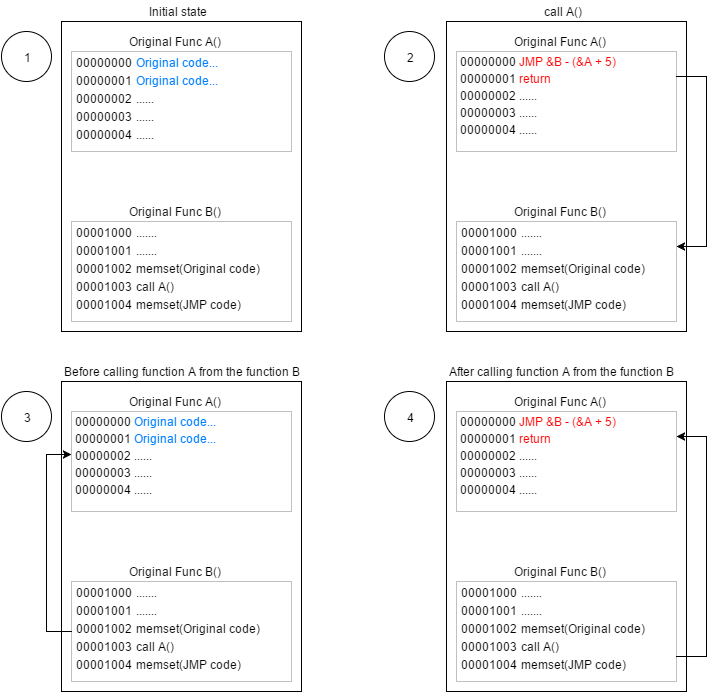 Initial state
1
Original Func A()
00000000 Original code...
00000001 Original code...
00000002 ......
00000003 ......
00000004 ......
Original Func B()
00001000 .......
00001001 .......
00001002 memset(Original code)
00001003 call A()
00001004 memset(JMP code)
call A()
2
Original Func A()
00000000 JMP &B - (&A + 5)
00000001 return
00000002 ......
00000003 ......
00000004 ......
Original Func B()
00001000 .......
00001001 .......
00001002 memset(Original code)
00001003 call A()
00001004 memset(JMP code)
Before calling function A from the function B
3
Original Func A()
00000000 Original code...
00000001 Original code...
00000002 ......
00000003 ......
00000004 ......
Original Func B()
00001000 .......
00001001 .......
00001002 memset(Original code)
00001003 call A()
00001004 memset(JMP code)
After calling function A from the function B
4
Original Func A()
00000000 JMP &B - (&A + 5)
00000001 return
00000002 ......
00000003 ......
00000004 ......
Original Func B()
00001000 .......
00001001 .......
00001002 memset(Original code)
00001003 call A()
00001004 memset(JMP code)